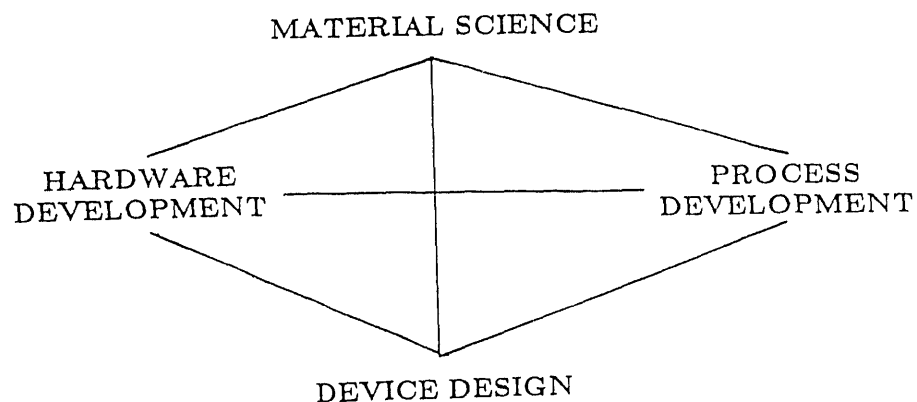 MATERIAL SCIENCE
HARDWARE
DEVELOPMENT
PROCESS
DEVELOPMENT
DEVICE DESIGN